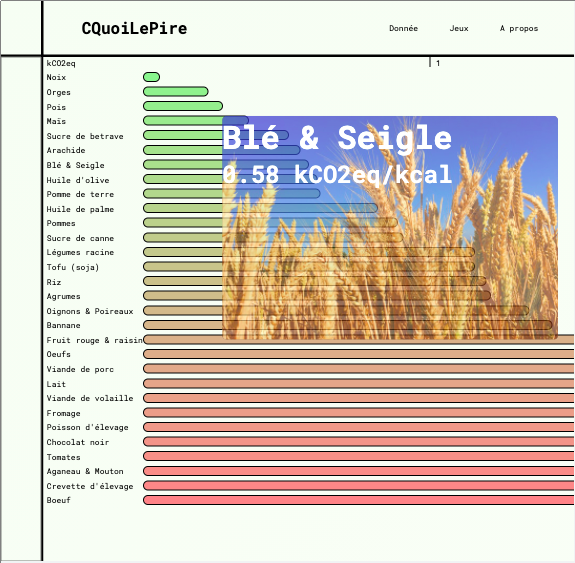 CQuoiLePire
Donnée Jeux A propos
kCO2eq 1
Noix
Orges
Pois
Maïs
Sucre de betrave
Arachide
Blé & Seigle
Huile d'olive
Pomme de terre
Huile de palme
Pommes
Sucre de canne
Légumes racine
Tofu (soja)
Riz
Agrumes
Oignons & Poireaux
Bannane
Fruit rouge & raisin
Oeufs
Viande de porc
Lait
Viande de volaille
Fromage
Poisson d'élevage
Chocolat noir
Tomates
Aganeau & Mouton
Crevette d'élevage
Boeuf
Blé & Seigle
0.58 kCO2eq/kcal